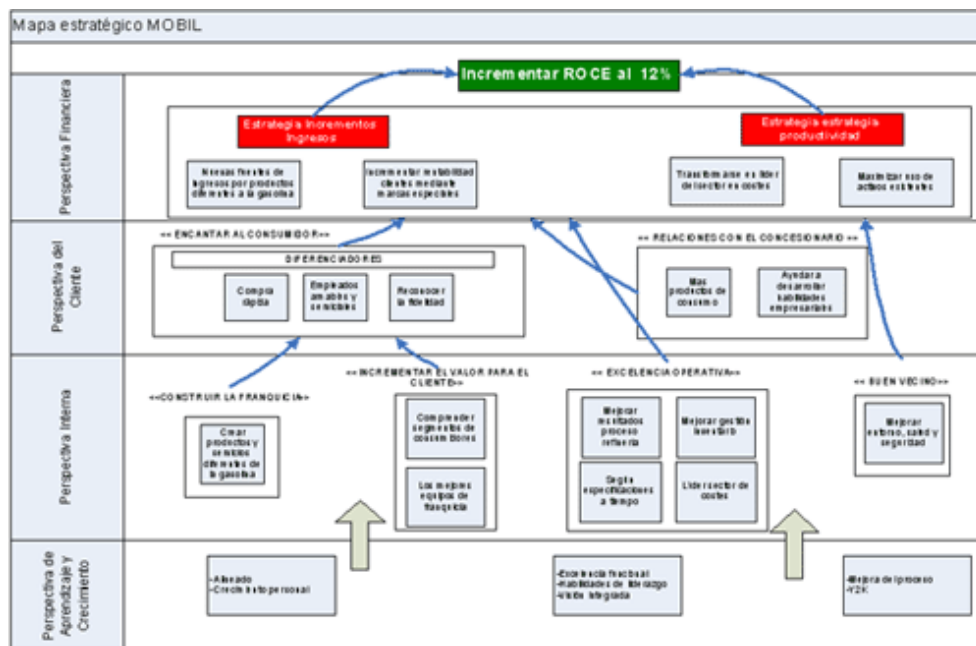 Mapa estratégico MOBIL
Perspectiva Financiera
Incrementar ROCE al 12%
Estrategia Incrementos
Ingresos
Estrategia estrategia
productividad
Nuevas fuentes de
ingresos por productos
diferentes a la gasolina
Incrementar rentabilidad
clientes mediante
marcas especiales
Transformarse en líder
del sector en costes
Maximizar uso de
activos existentes
Perspectiva del
Cliente
<< ENCANTAR AL CONSUMIDOR>>
DIFERENCIADORES
Compra
rápida
Empleados
amables y
serviciales
Reconocer
la fidelidad
<< RELACIONES CON EL CONCESIONARIO >>
Mas
productos de
consumo
Ayudar a
desarrollar
habilidades
empresariales
Perspectiva Interna
<<CONSTRUIR LA FRANQUICIA>>
Crear
productos y
servicios
diferentes de
la gasolina
<< INCREMENTAR EL VALOR PARA EL
CLIENTE>>
Comprender
segmentos de
consumidores
Los mejores
equipos de
franquicia
<< EXCELENCIA OPERATIVA>>
Mejorar
resultados
proceso
refinería
Mejorar gestión
inventario
Según
especificaciones
a tiempo
Líder sector de
costes
<< BUEN VECINO>>
Mejorar
entorno, salud y
seguridad
Perspectiva de
Aprendizaje y
Crecimiento
-Alineado
-Crecimiento personal
-Excelencia funcional
-Habilidades de liderazgo
-Visión integrada
-Mejora del proceso
-Y2K